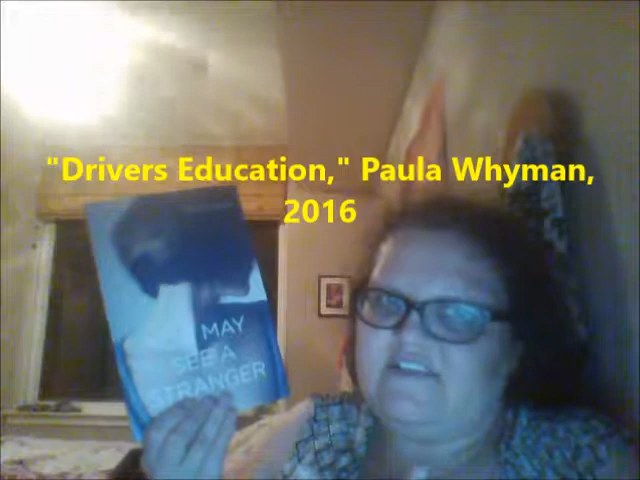 "Drivers Education," Paula Whyman,
2016
MAY
SEE A
STRANGER